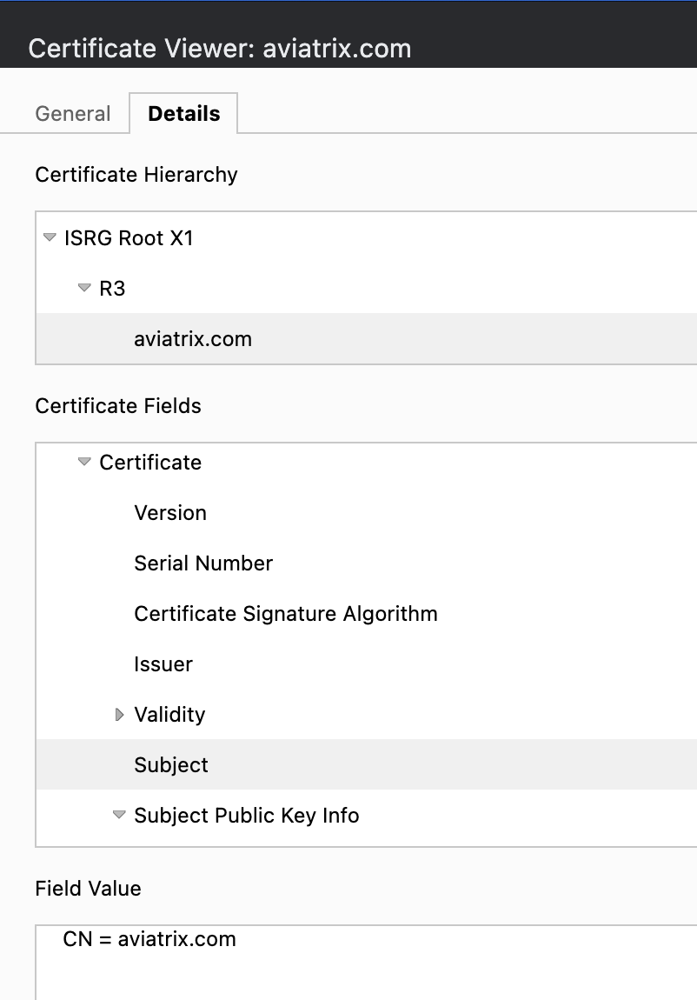 Certificate Viewer: aviatrix.com
General Details
Certificate Hierarchy
ISRG Root X1
R3
aviatrix.com
Certificate Fields
Certificate
Version
Serial Number
Certificate Signature Algorithm
Issuer
Validity
Subject
Subject Public Key Info
Field Value
CN = aviatrix.com